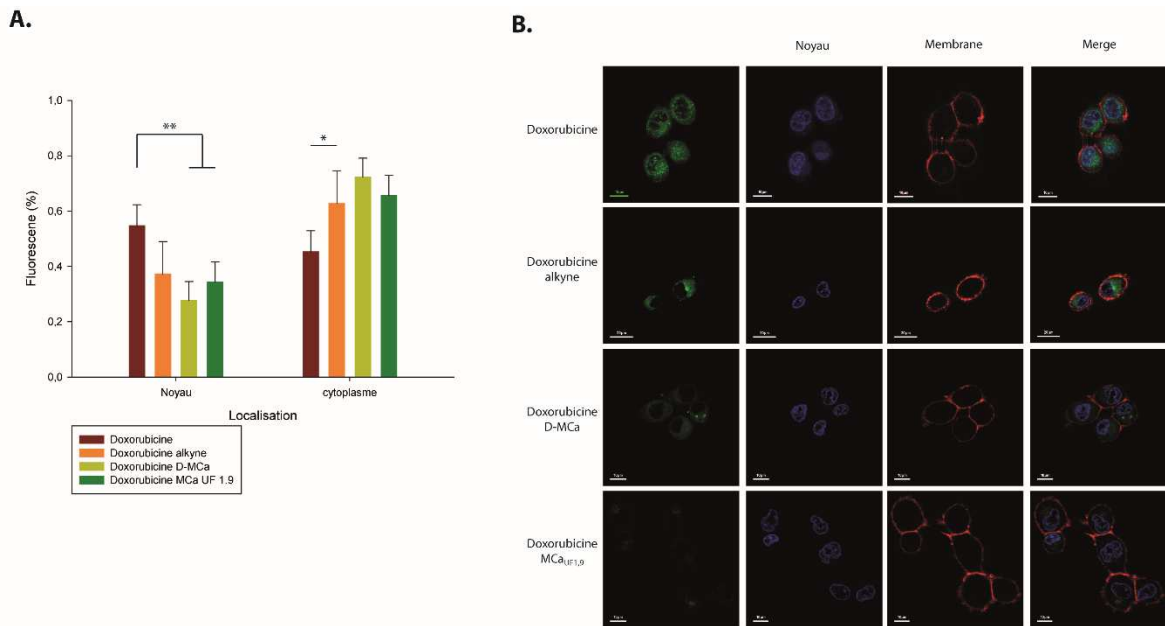 A.
1,0
0,8
0,6
0,4
0,2
0,0
Fluorescene (%)
**
*
Noyau
cytoplasme
Localisation
Doxorubicine
Doxorubicine alkyne
Doxorubicine D-MCa
Doxorubicine MCa UF 1.9
B.
Noyau Membrane Merge
Doxorubicine
Doxorubicine
alkyne
Doxorubicine
D-MCa
Doxorubicine
MCaUF1,9